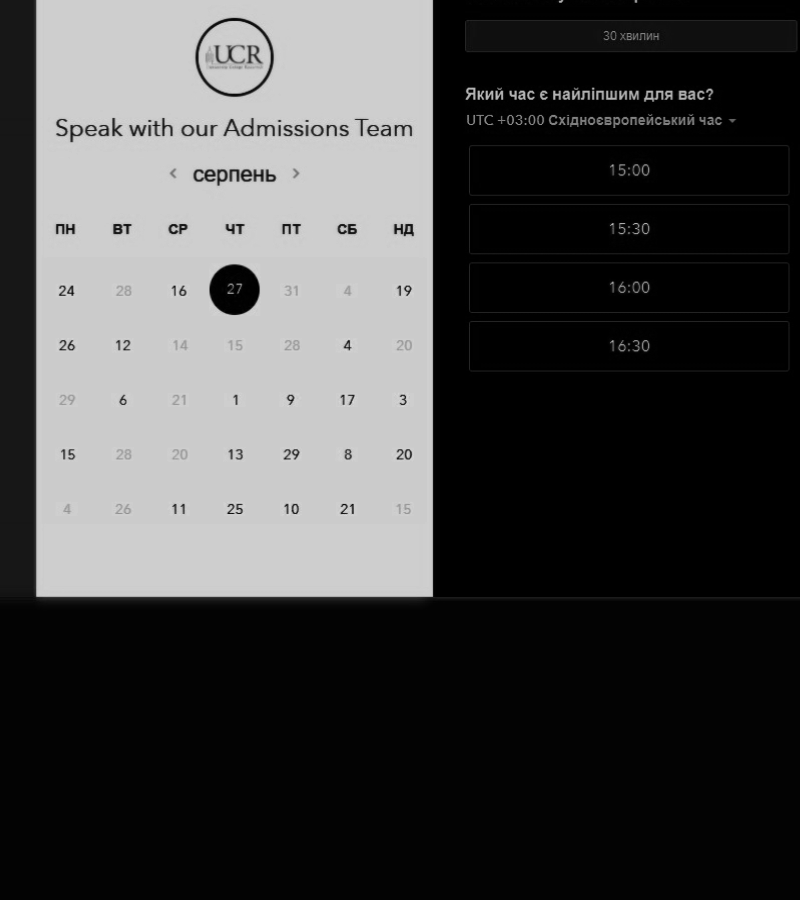 UCR
Speak with our Admissions Team
< серпень >
ПН ВТ СР ЧТ ПТ СБ НД
24 28 16 27 31 4 19
26 12 14 15 28 4 20
29 6 21 1 9 17 3
15 28 20 13 29 8 20
4 26 11 25 10 21 15
30 хвилин
Який час є найліпшим для вас?
UTC +03:00 Східноєвропейський час
15:00
15:30
16:00
16:30